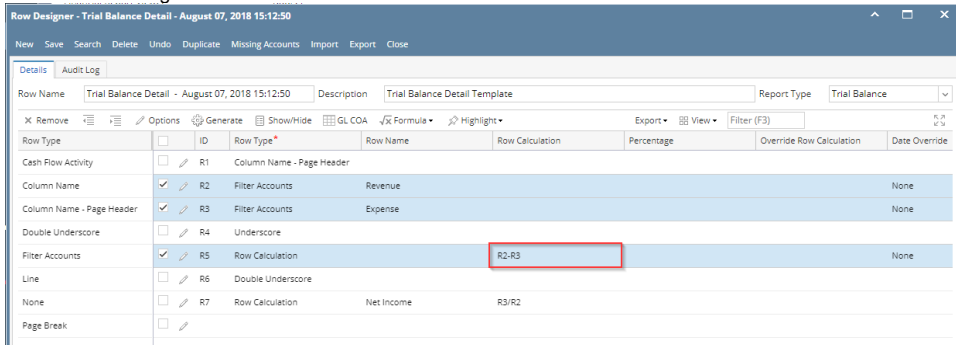 Row Designer - Trial Balance Detail - August 07, 2018 15:12:50
New Save Search Delete Undo Duplicate Missing Accounts Import Export Close
Details Audit Log
Row Name Trial Balance Detail - August 07, 2018 15:12:50 Description Trial Balance Detail Template Report Type Trial Balance
Remove Options Generate Show/Hide GL COA Formula Highlight Export View Filter (F3)
Row Type ID Row Type* Row Name Row Calculation Percentage Override Row Calculation Date Override
Cash Flow Activity R1 Column Name - Page Header
Column Name R2 Filter Accounts Revenue None
Column Name - Page Header R3 Filter Accounts Expense None
Double Underscore R4 Underscore
Filter Accounts R5 Row Calculation R2-R3 None
Line R6 Double Underscore
None R7 Row Calculation Net Income R3/R2
Page Break